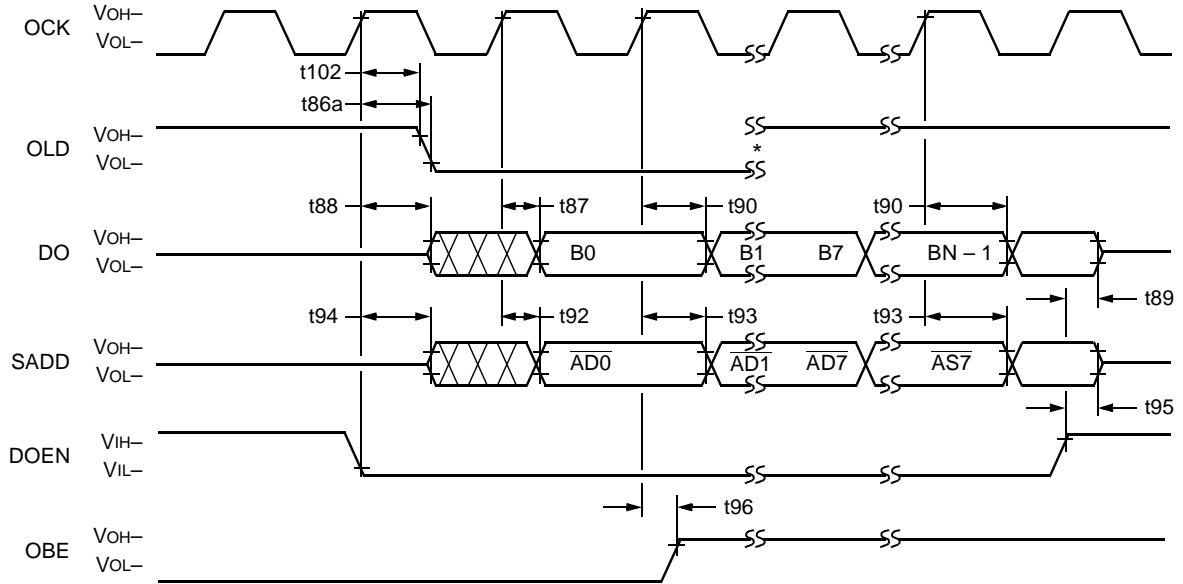 OCK VOH–
VOL–
t102
t86a
OLD VOH–
VOL–
*
t88 t87 t90 t90
DO VOH–
VOL–
B0 B1 B7 BN – 1
t89
t94 t92 t93 t93
SADD VOH–
VOL–
AD0 AD1 AD7 AS7
t95
DOEN VIH–
VIL–
t96
OBE VOH–
VOL–